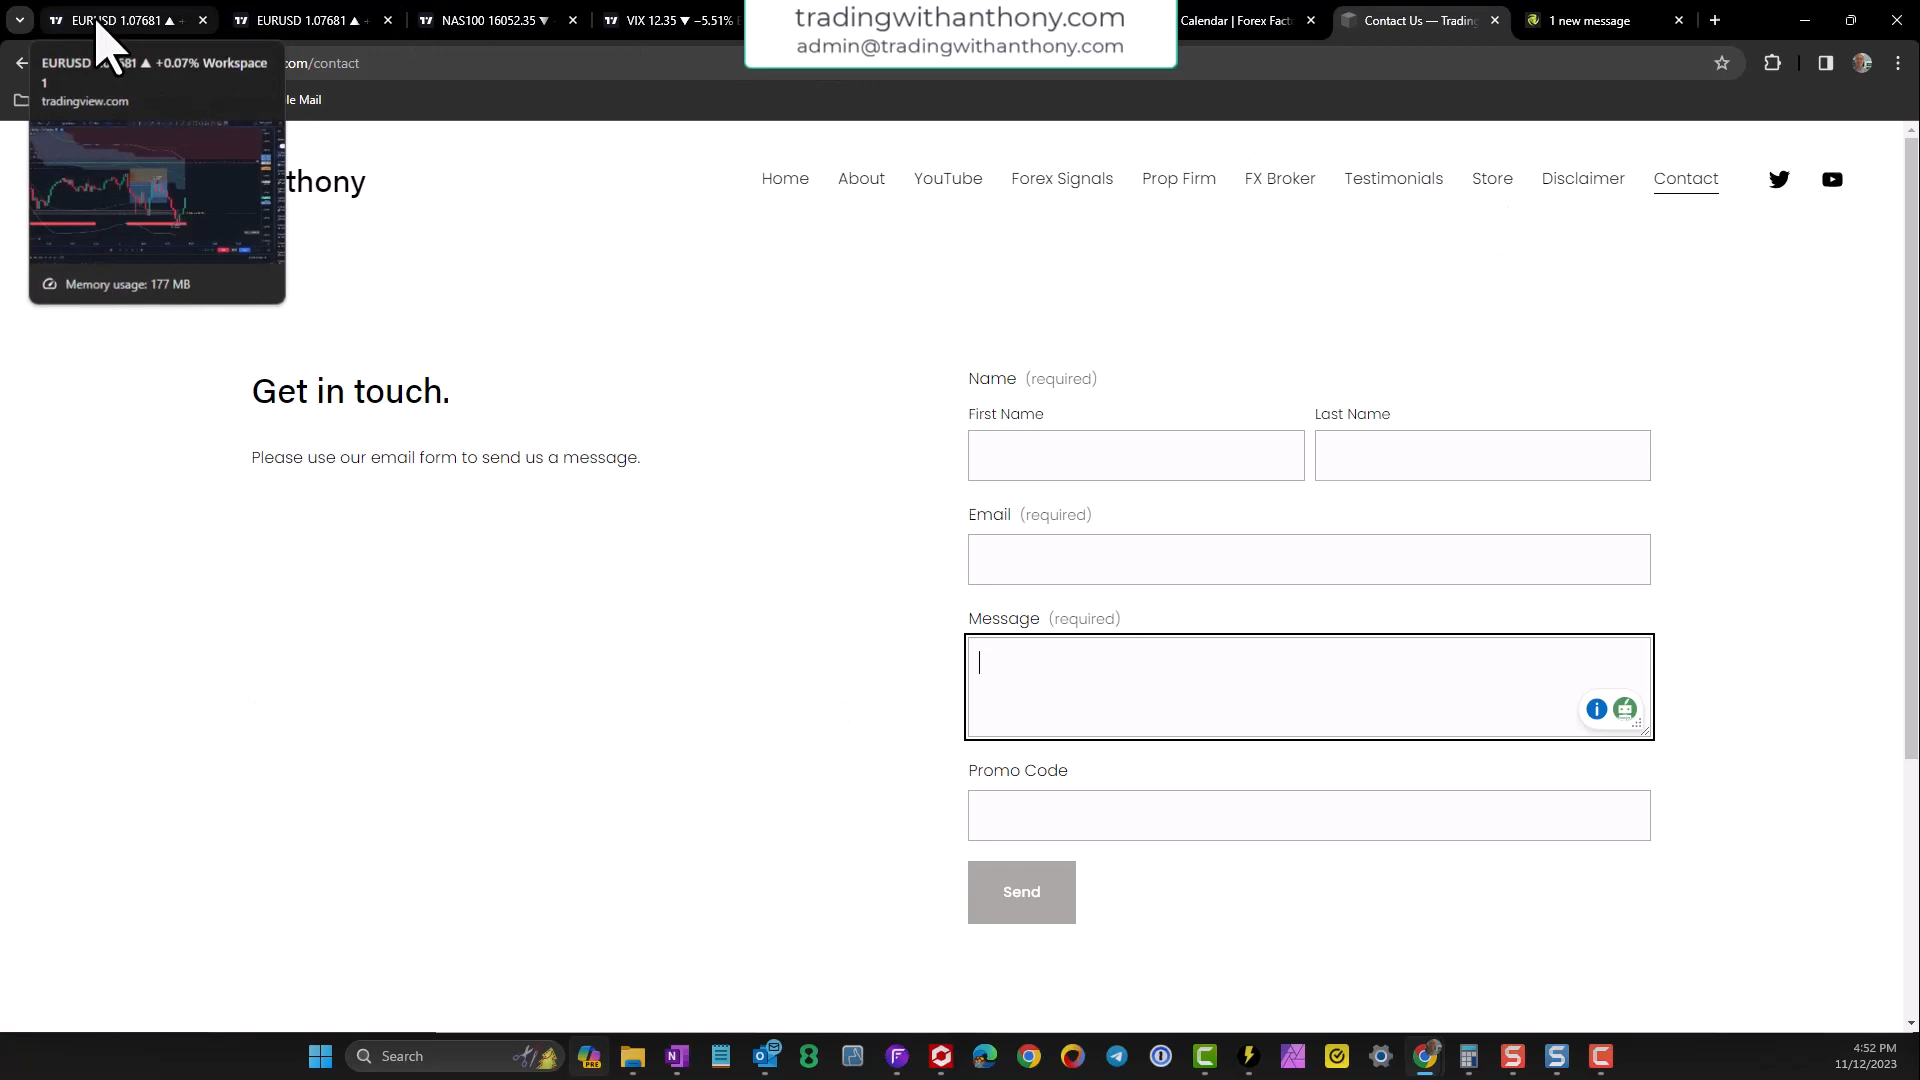 EURUSD 1.07681 ▲ +
EURUSD 1.07681 ▲ +
NAS100 16052.35 ▼ −
VIX 12.35 ▼ −5.51%
tradingwithanthony.com
admin@tradingwithanthony.com
Calendar | Forex Fact
Contact Us — Trading
1 new message
EURUSD 1.07681 ▲ +0.07% Workspace
1
tradingview.com
Memory usage: 177 MB
com/contact
le Mail
thony
Home
About
YouTube
Forex Signals
Prop Firm
FX Broker
Testimonials
Store
Disclaimer
Contact
Get in touch.
Please use our email form to send us a message.
Name (required)
First Name
Last Name
Email (required)
Message (required)
Promo Code
Send
Search
PRE
4:52 PM
11/12/2023